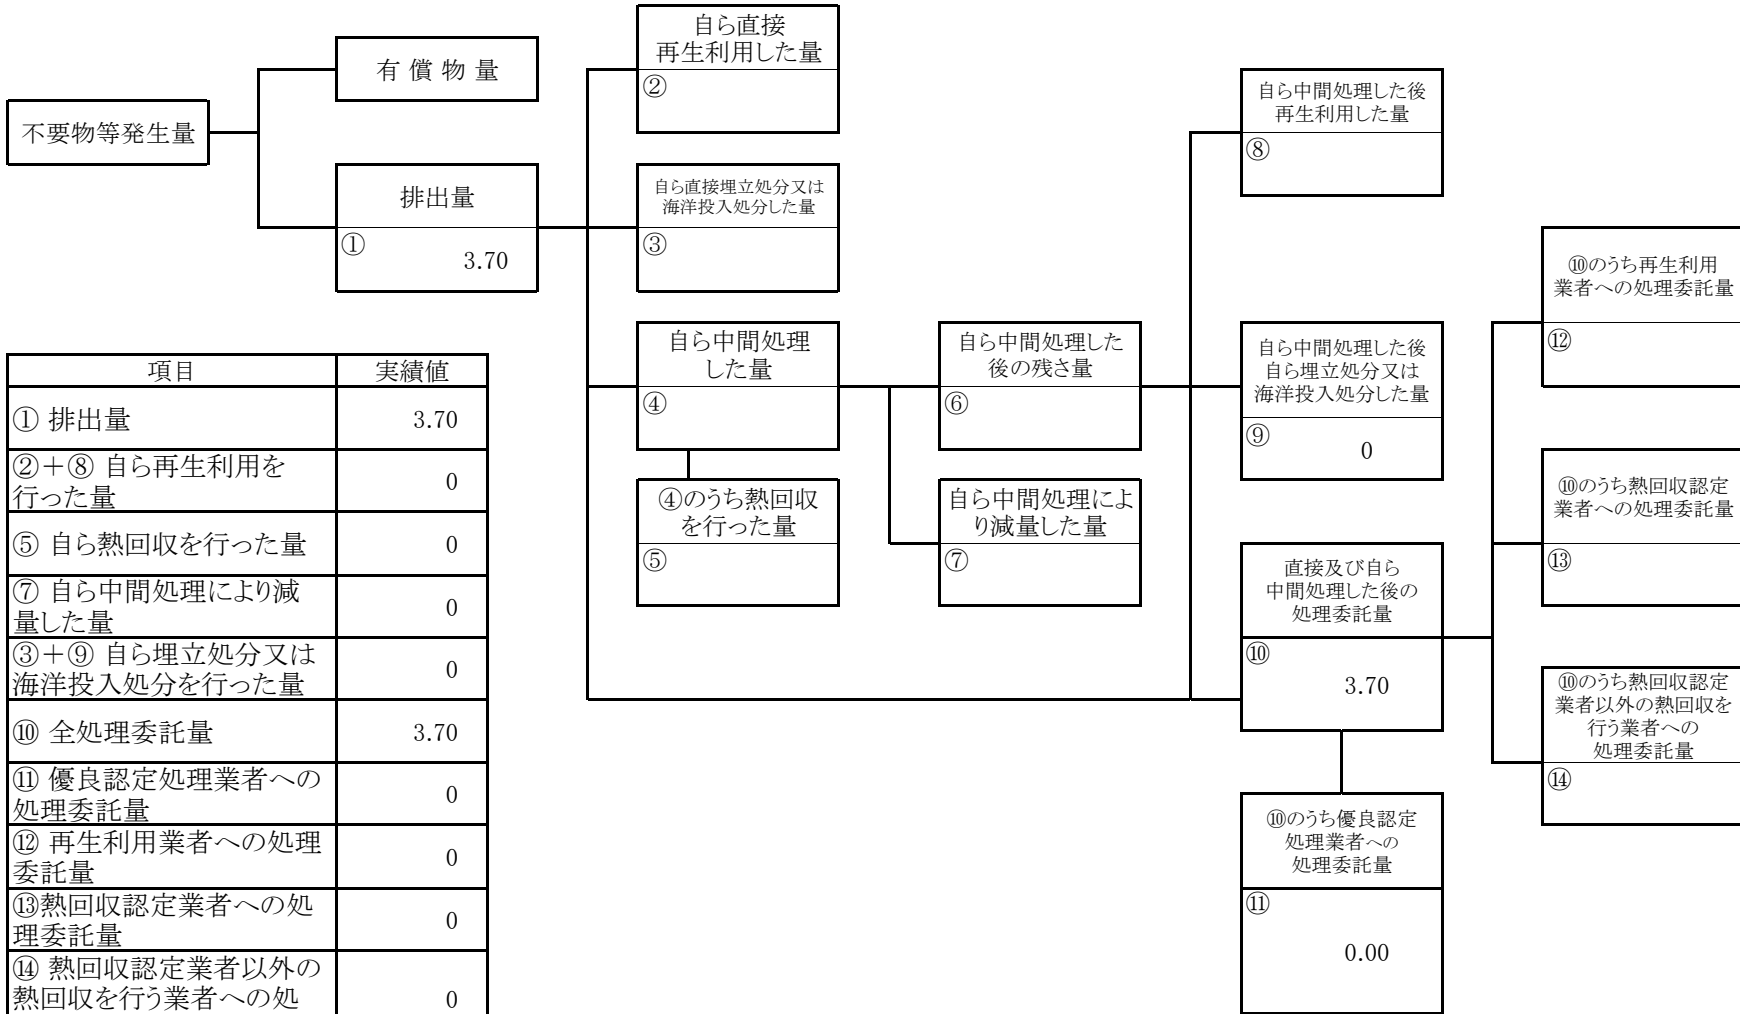 不要物等発生量
有 償 物 量
排出量
①
3.70
自ら直接
再生利用した量
②
自ら直接埋立処分又は
海洋投入処分した量
③
自ら中間処理
した量
④
④のうち熱回収
を行った量
⑤
自ら中間処理した
後の残さ量
⑥
自ら中間処理によ
り減量した量
⑦
自ら中間処理した後
再生利用した量
⑧
自ら中間処理した後
自ら埋立処分又は
海洋投入処分した量
⑨
0
直接及び自ら
中間処理した後の
処理委託量
⑩
3.70
⑩のうち優良認定
処理業者への
処理委託量
⑪
0.00
⑩のうち再生利用
業者への処理委託量
⑫
⑩のうち熱回収認定
業者への処理委託量
⑬
⑩のうち熱回収認定
業者以外の熱回収を
行う業者への
処理委託量
⑭
項目 実績値
① 排出量 3.70
②＋⑧ 自ら再生利用を
行った量 0
⑤ 自ら熱回収を行った量 0
⑦ 自ら中間処理により減
量した量 0
③＋⑨ 自ら埋立処分又は
海洋投入処分を行った量 0
⑩ 全処理委託量 3.70
⑪ 優良認定処理業者への
処理委託量 0
⑫ 再生利用業者への処理
委託量 0
⑬熱回収認定業者への処
理委託量 0
⑭ 熱回収認定業者以外の
熱回収を行う業者への処 0